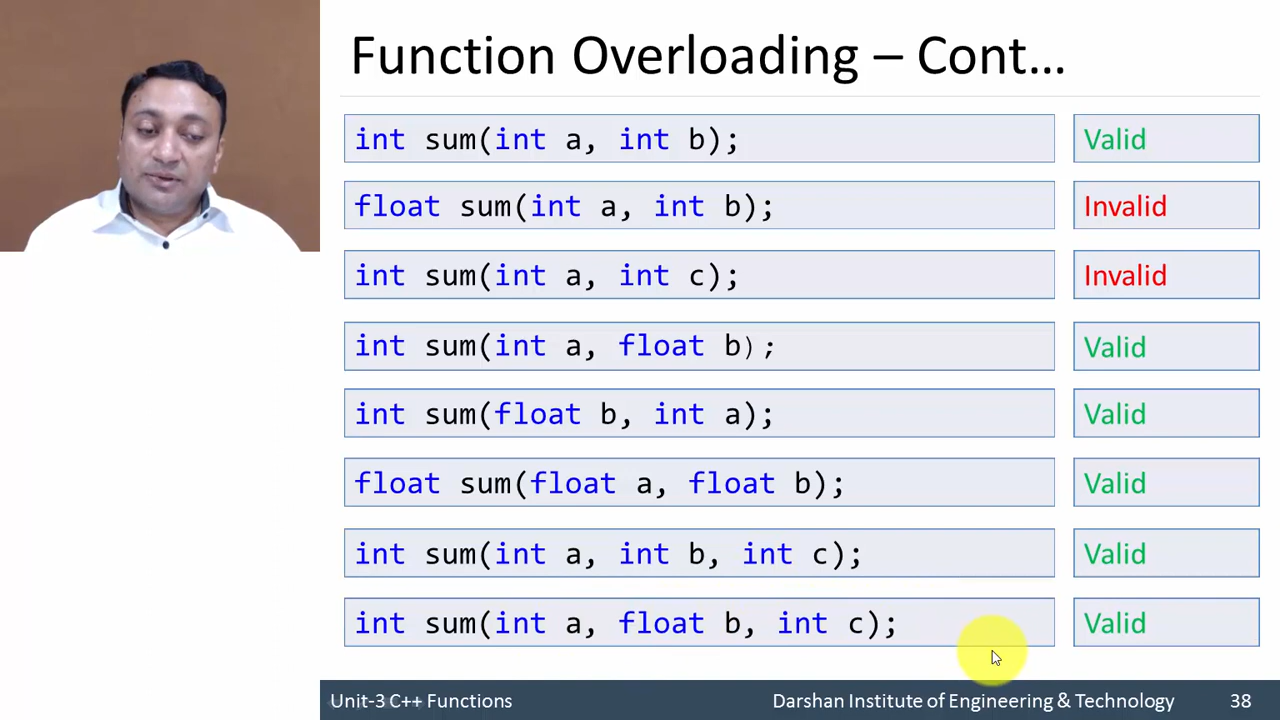 Function Overloading – Cont…
int sum(int a, int b); Valid
float sum(int a, int b); Invalid
int sum(int a, int c); Invalid
int sum(int a, float b); Valid
int sum(float b, int a); Valid
float sum(float a, float b); Valid
int sum(int a, int b, int c); Valid
int sum(int a, float b, int c); Valid
Unit-3 C++ Functions Darshan Institute of Engineering & Technology 38